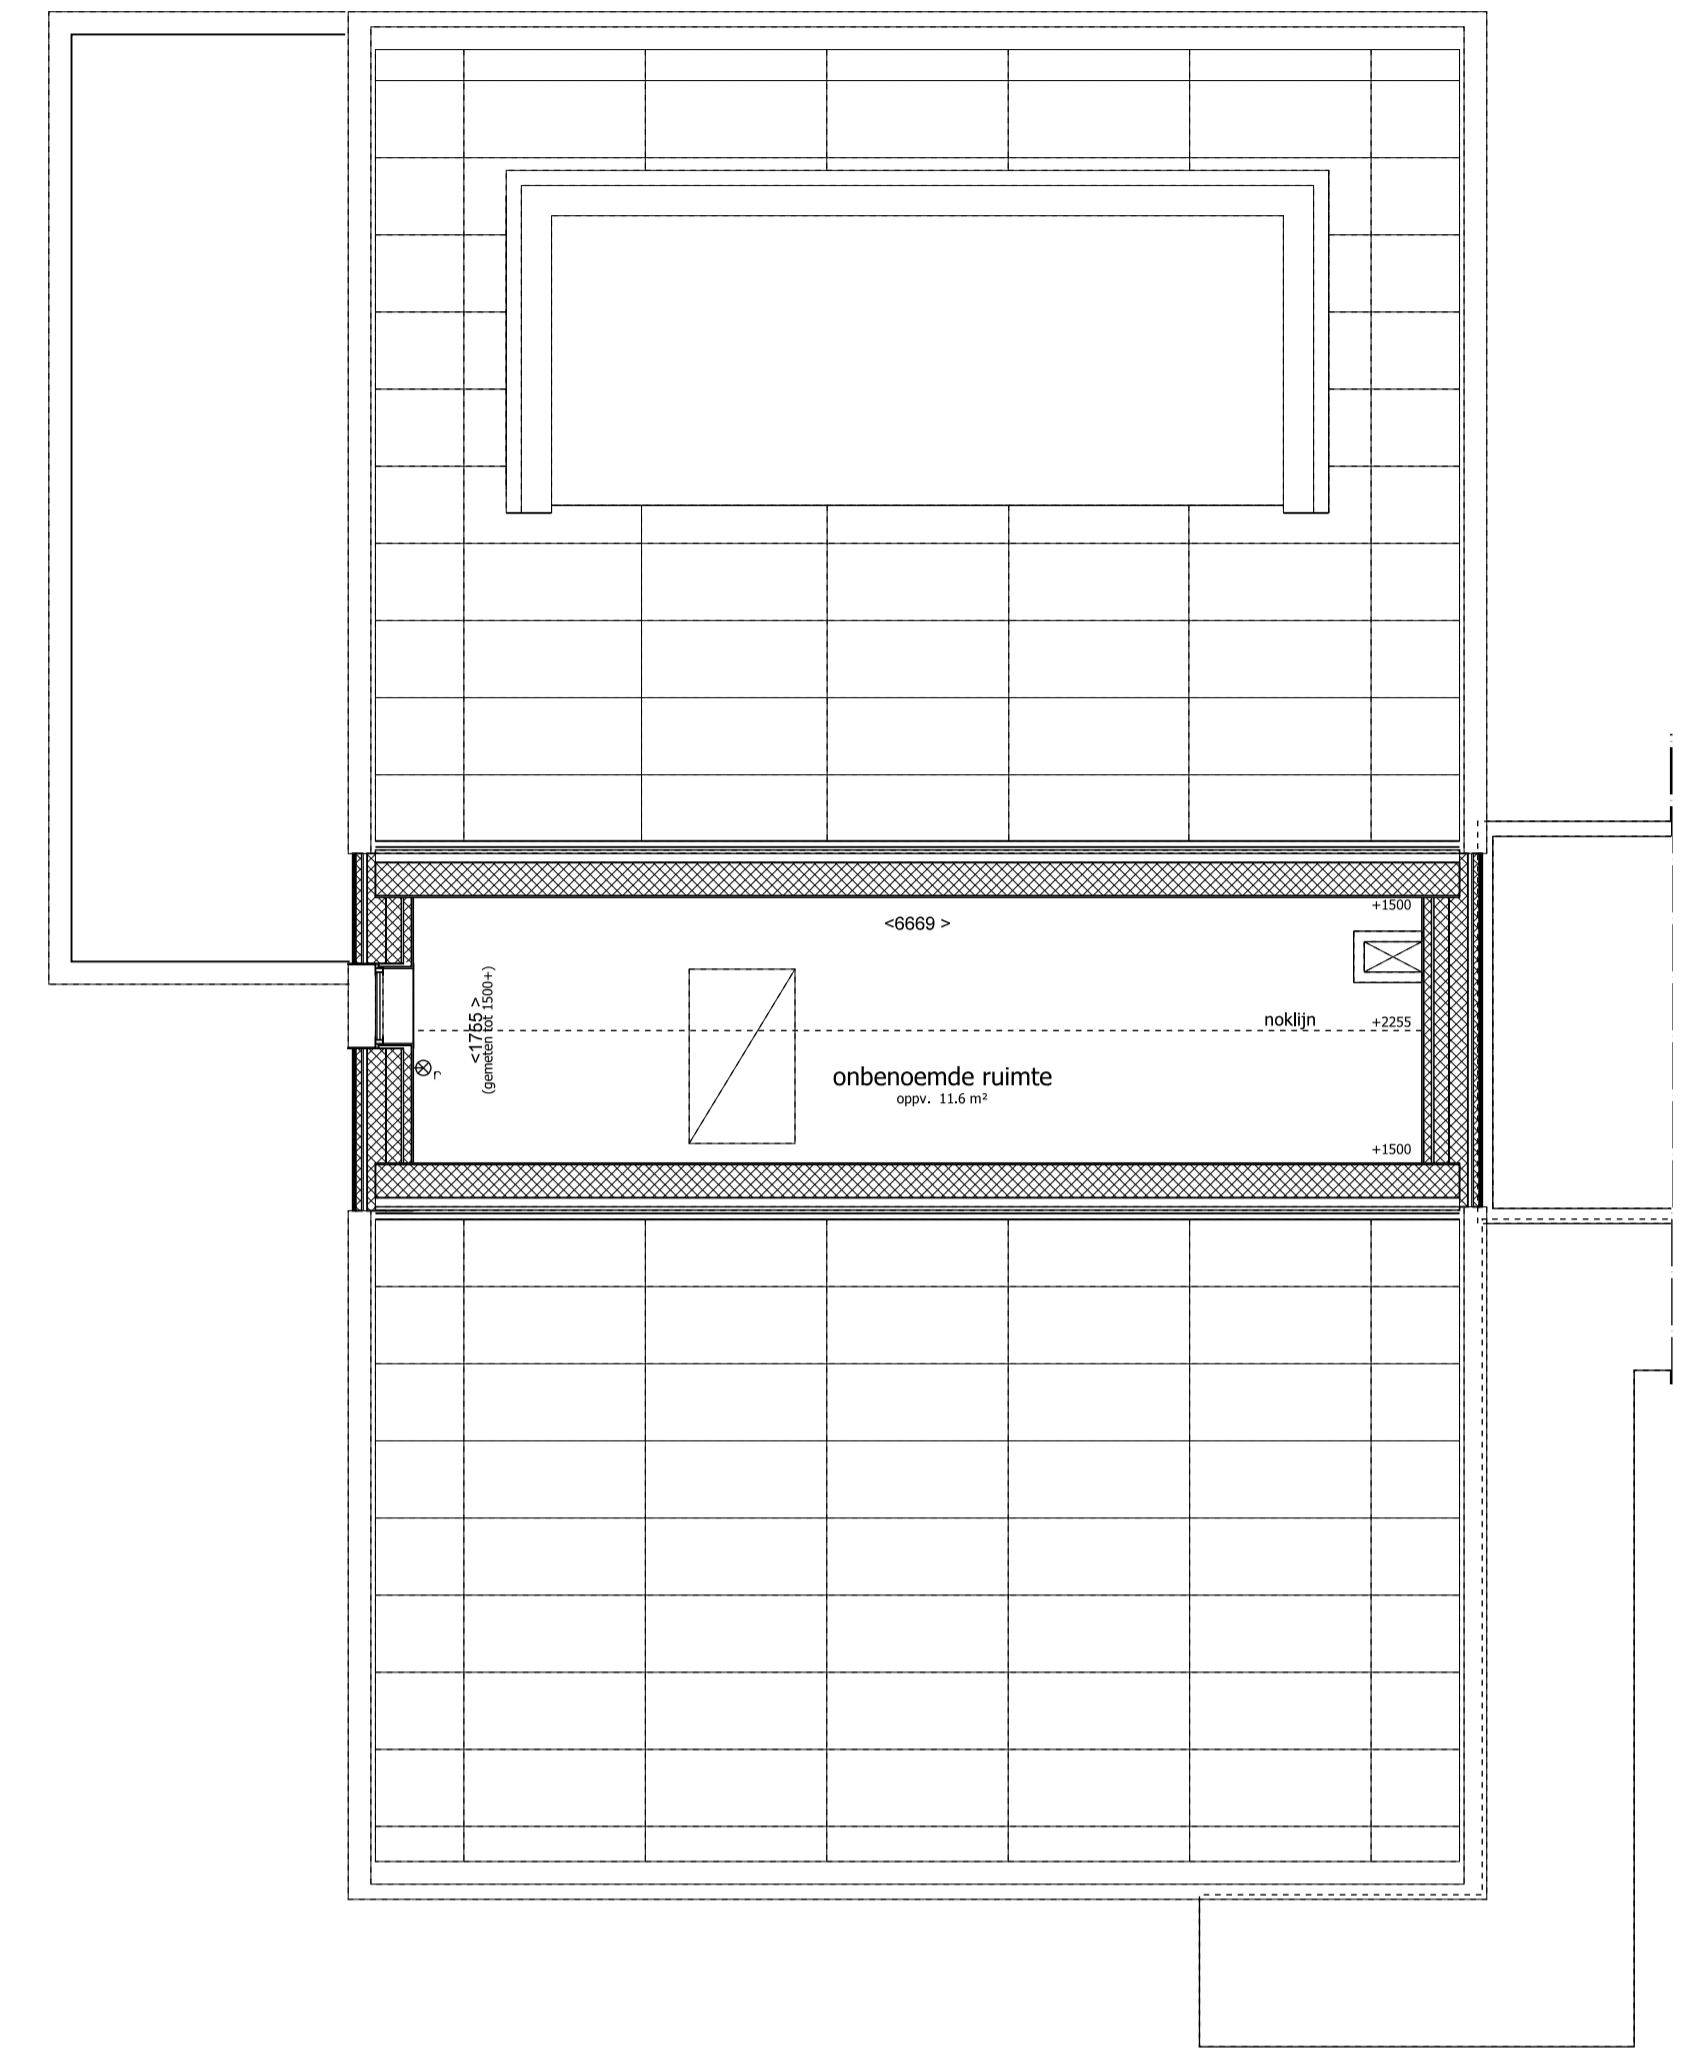 +1500
<6669 >
<1755 >
(gemeten tot 1500+)
noklijn
+2255
onbenoemde ruimte
oppv. 11.6 m²
+1500